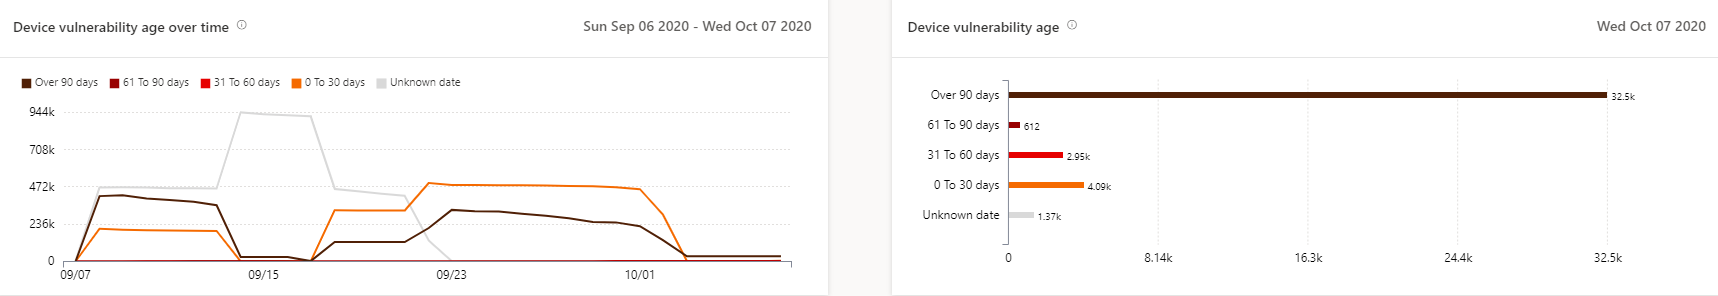 Device vulnerability age over time
Sun Sep 06 2020 - Wed Oct 07 2020
Over 90 days 61 To 90 days 31 To 60 days 0 To 30 days Unknown date
944k
708k
472k
236k
0
09/07 09/15 09/23 10/01
Device vulnerability age
Wed Oct 07 2020
Over 90 days 32.5k
61 To 90 days 612
31 To 60 days 2.95k
0 To 30 days 4.09k
Unknown date 1.37k
0 8.14k 16.3k 24.4k 32.5k